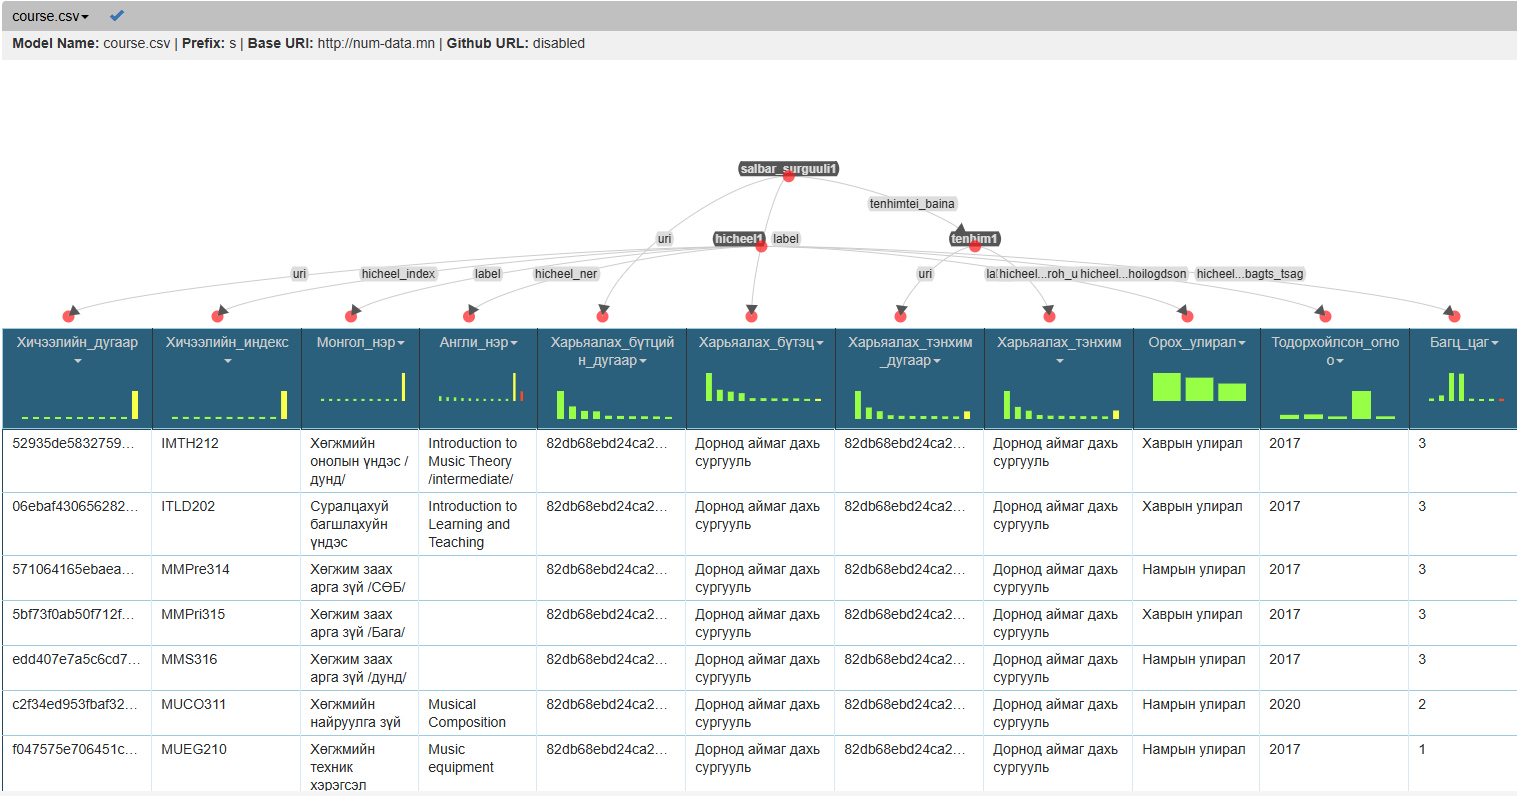 course.csv
Model Name: course.csv | Prefix: s | Base URI: http://num-data.mn | Github URL: disabled
salbar_surguuli1
tenhimtei_baina
uri
hicheel1
label
tenhim1
uri
hicheel_index
label
hicheel_ner
uri
hicheel...roh_u
hicheel...hoilogdson
hicheel...bagts_tsag
Хичээлийн_дугаар
Хичээлийн_индекс
Монгол_нэр
Англи_нэр
Харьяалах_бүтций
н_дугаар
Харьяалах_бүтэц
Харьяалах_тэнхим
_дугаар
Харьяалах_тэнхим
Орох_улирал
Тодорхойлсон_огно
о
Багц_цаг
52935de5832759...
IMTH212
Хөгжмийн
онолын үндэс /
дунд/
Introduction to
Music Theory
/intermediate/
82db68ebd24ca2...
Дорнод аймаг дахь
сургууль
82db68ebd24ca2...
Дорнод аймаг дахь
сургууль
Хаврын улирал
2017
3
06ebaf430656282...
ITLD202
Суралцахуй
багшлахуйн
үндэс
Introduction to
Learning and
Teaching
82db68ebd24ca2...
Дорнод аймаг дахь
сургууль
82db68ebd24ca2...
Дорнод аймаг дахь
сургууль
Хаврын улирал
2017
3
571064165ebaea...
MMPre314
Хөгжим заах
арга зүй /СӨБ/
82db68ebd24ca2...
Дорнод аймаг дахь
сургууль
82db68ebd24ca2...
Дорнод аймаг дахь
сургууль
Намрын улирал
2017
3
5bf73f0ab50f712f...
MMPri315
Хөгжим заах
арга зүй /Бага/
82db68ebd24ca2...
Дорнод аймаг дахь
сургууль
82db68ebd24ca2...
Дорнод аймаг дахь
сургууль
Хаврын улирал
2017
3
edd407e7a5c6cd7...
MMS316
Хөгжим заах
арга зүй /дунд/
82db68ebd24ca2...
Дорнод аймаг дахь
сургууль
82db68ebd24ca2...
Дорнод аймаг дахь
сургууль
Намрын улирал
2017
3
c2f34ed953fbaf32...
MUCO311
Хөгжмийн
найруулга зүй
Musical
Composition
82db68ebd24ca2...
Дорнод аймаг дахь
сургууль
82db68ebd24ca2...
Дорнод аймаг дахь
сургууль
Намрын улирал
2020
2
f047575e706451c...
MUEG210
Хөгжмийн
техник
хэрэгсэл
Music
equipment
82db68ebd24ca2...
Дорнод аймаг дахь
сургууль
82db68ebd24ca2...
Дорнод аймаг дахь
сургууль
Намрын улирал
2017
1